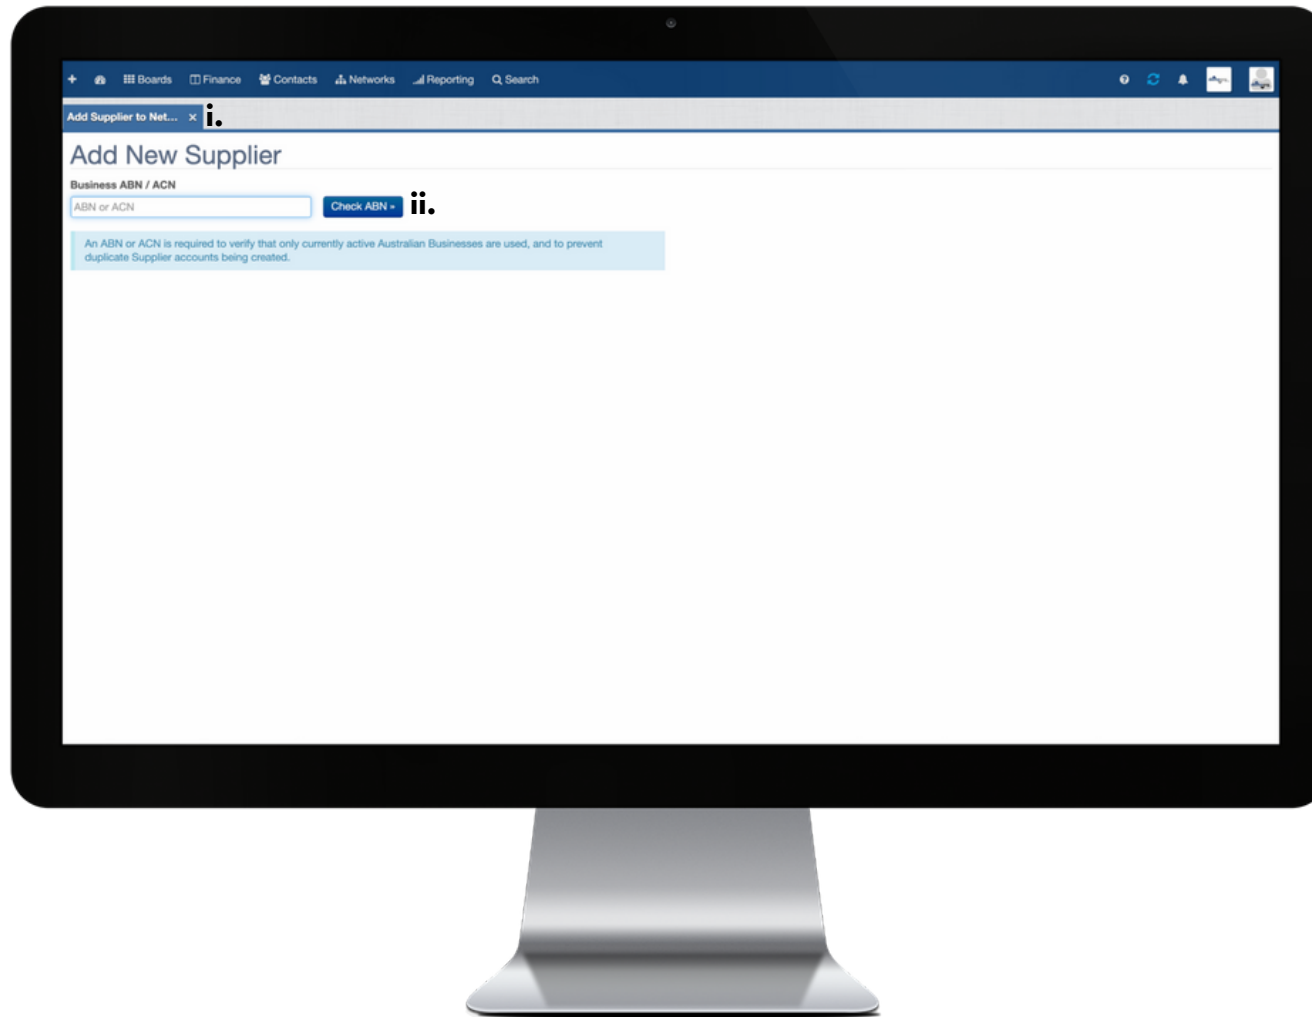 + Boards Finance Contacts Networks Reporting Search
Add Supplier to Net... × i.
Add New Supplier
Business ABN / ACN
ABN or ACN Check ABN » ii.
An ABN or ACN is required to verify that only currently active Australian Businesses are used, and to prevent
duplicate Supplier accounts being created.